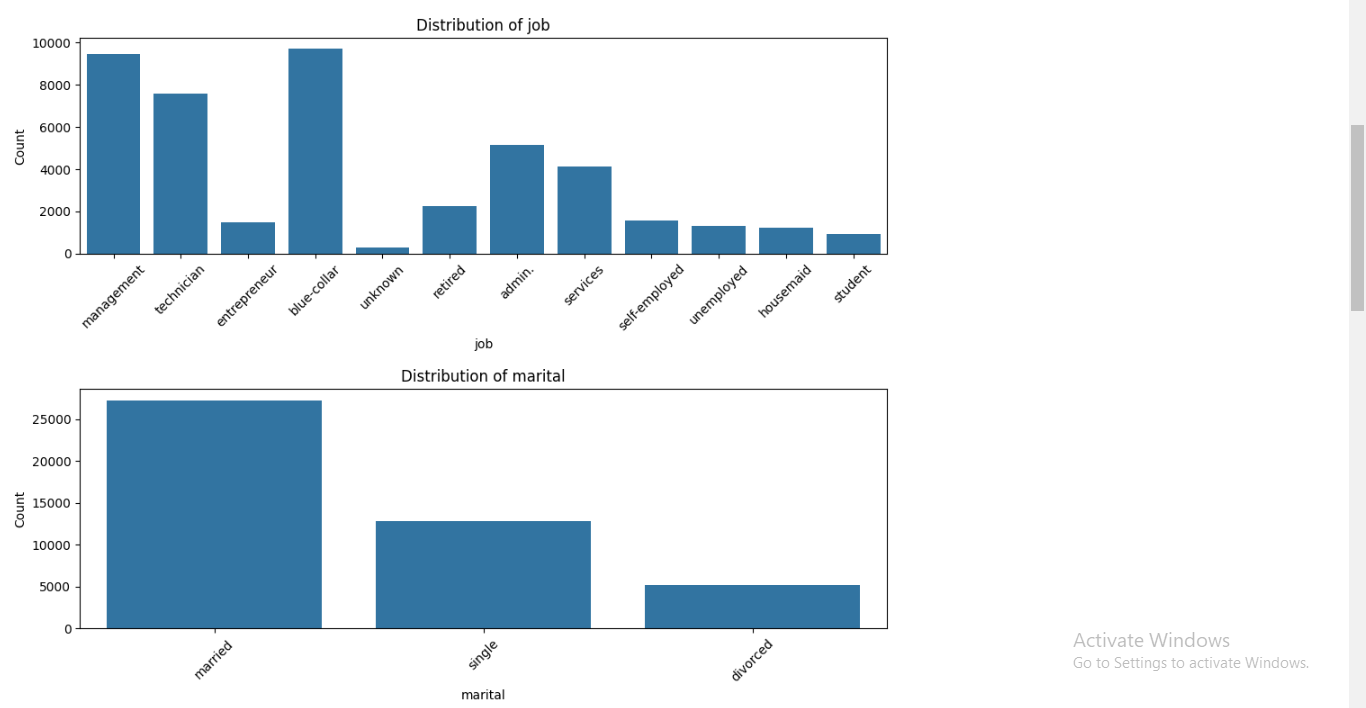 Distribution of job
10000
8000
6000
4000
2000
0
Count
management
technician
entrepreneur
blue-collar
unknown
retired
admin.
services
self-employed
unemployed
housemaid
student
job
Distribution of marital
25000
20000
15000
10000
5000
0
Count
married
single
divorced
marital
Activate Windows
Go to Settings to activate Windows.